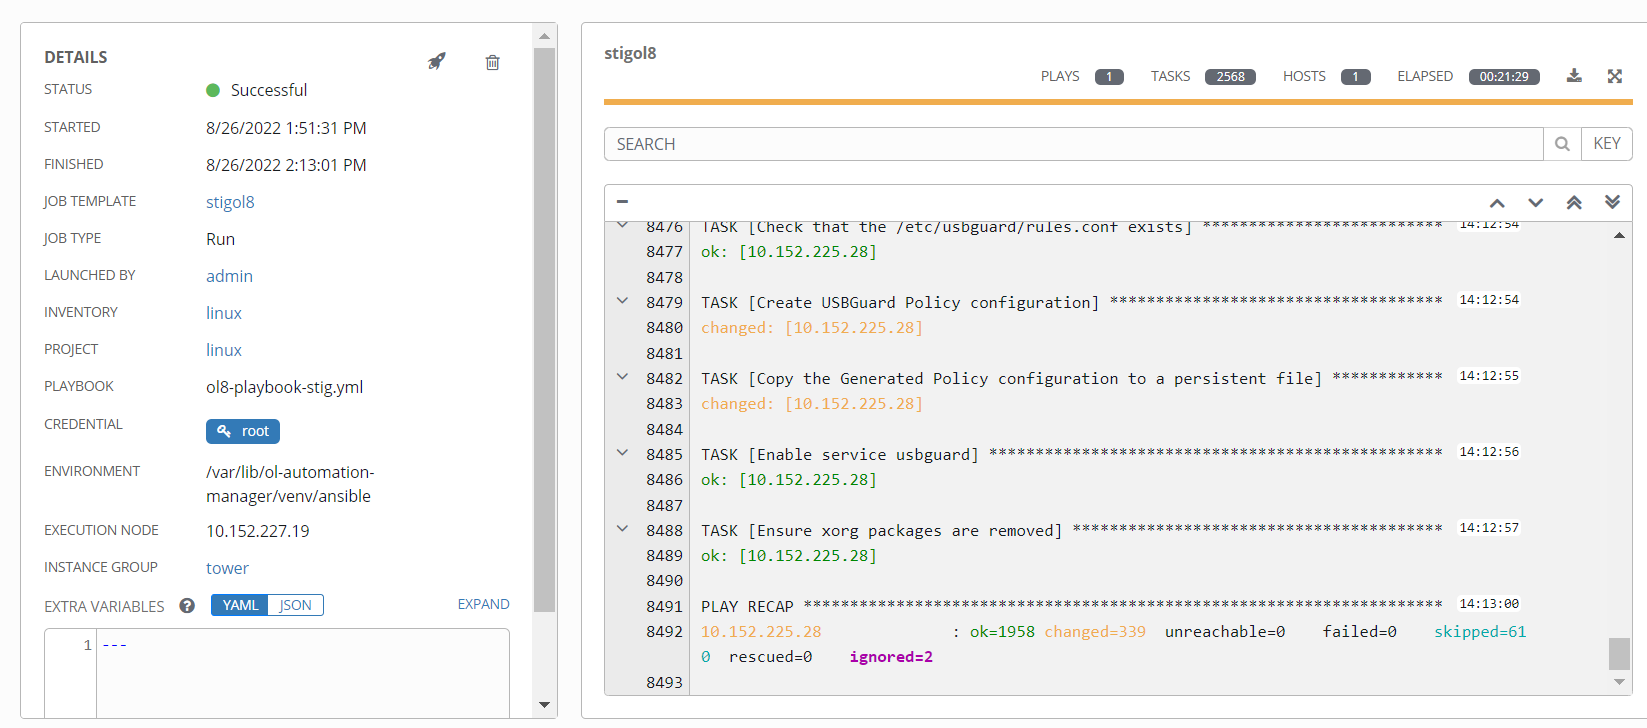 DETAILS
STATUS Successful
STARTED 8/26/2022 1:51:31 PM
FINISHED 8/26/2022 2:13:01 PM
JOB TEMPLATE stigol8
JOB TYPE Run
LAUNCHED BY admin
INVENTORY linux
PROJECT linux
PLAYBOOK ol8-playbook-stig.yml
CREDENTIAL root
ENVIRONMENT /var/lib/ol-automation-
manager/venv/ansible
EXECUTION NODE 10.152.227.19
INSTANCE GROUP tower
EXTRA VARIABLES ? YAML JSON EXPAND
1 ---
stigol8
PLAYS 1 TASKS 2568 HOSTS 1 ELAPSED 00:21:29
SEARCH KEY
8476 TASK [Check that the /etc/usbguard/rules.conf exists] ************************** 14:12:54
8477 ok: [10.152.225.28]
8478
8479 TASK [Create USBGuard Policy configuration] ************************************ 14:12:54
8480 changed: [10.152.225.28]
8481
8482 TASK [Copy the Generated Policy configuration to a persistent file] ************ 14:12:55
8483 changed: [10.152.225.28]
8484
8485 TASK [Enable service usbguard] ************************************************* 14:12:56
8486 ok: [10.152.225.28]
8487
8488 TASK [Ensure xorg packages are removed] **************************************** 14:12:57
8489 ok: [10.152.225.28]
8490
8491 PLAY RECAP ********************************************************************* 14:13:00
8492 10.152.225.28 : ok=1958 changed=339 unreachable=0 failed=0 skipped=61
0 rescued=0 ignored=2
8493